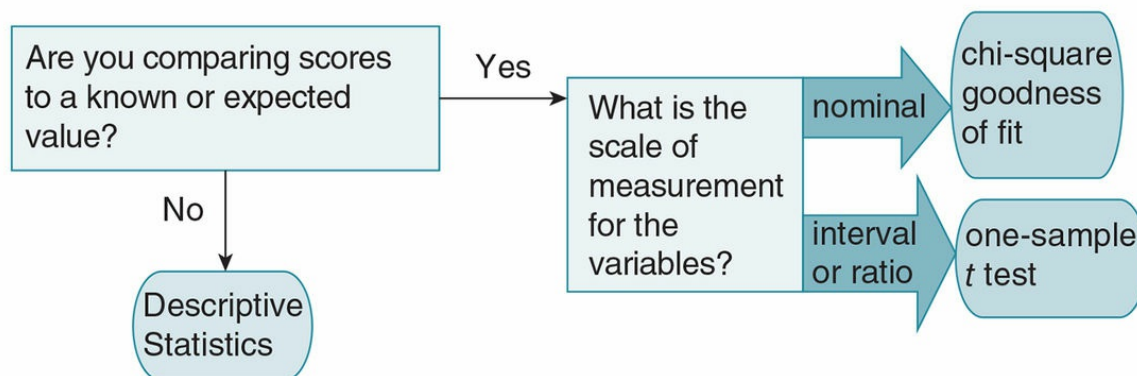 Are you comparing scores
to a known or expected
value?
Yes
No
Descriptive
Statistics
What is the
scale of
measurement
for the
variables?
nominal
chi-square
goodness
of fit
interval
or ratio
one-sample
t test